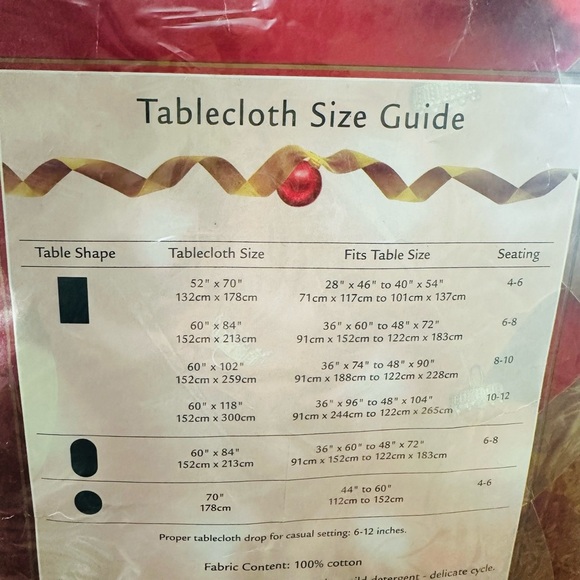 Tablecloth Size Guide
Table Shape Tablecloth Size Fits Table Size Seating
52" x 70" 28" x 46" to 40" x 54" 4-6
132cm x 178cm 71cm x 117cm to 101cm x 137cm
60" x 84" 36" x 60" to 48" x 72" 6-8
152cm x 213cm 91cm x 152cm to 122cm x 183cm
60" x 102" 36" x 74" to 48" x 90" 8-10
152cm x 259cm 91cm x 188cm to 122cm x 228cm
60" x 118" 36" x 96" to 48" x 104" 10-12
152cm x 300cm 91cm x 244cm to 122cm x 265cm
60" x 84" 36" x 60" to 48" x 72" 6-8
152cm x 213cm 91cm x 152cm to 122cm x 183cm
70" 44" to 60" 4-6
178cm 112cm to 152cm
Proper tablecloth drop for casual setting: 6-12 inches.
Fabric Content: 100% cotton
detergent - delicate cycle.